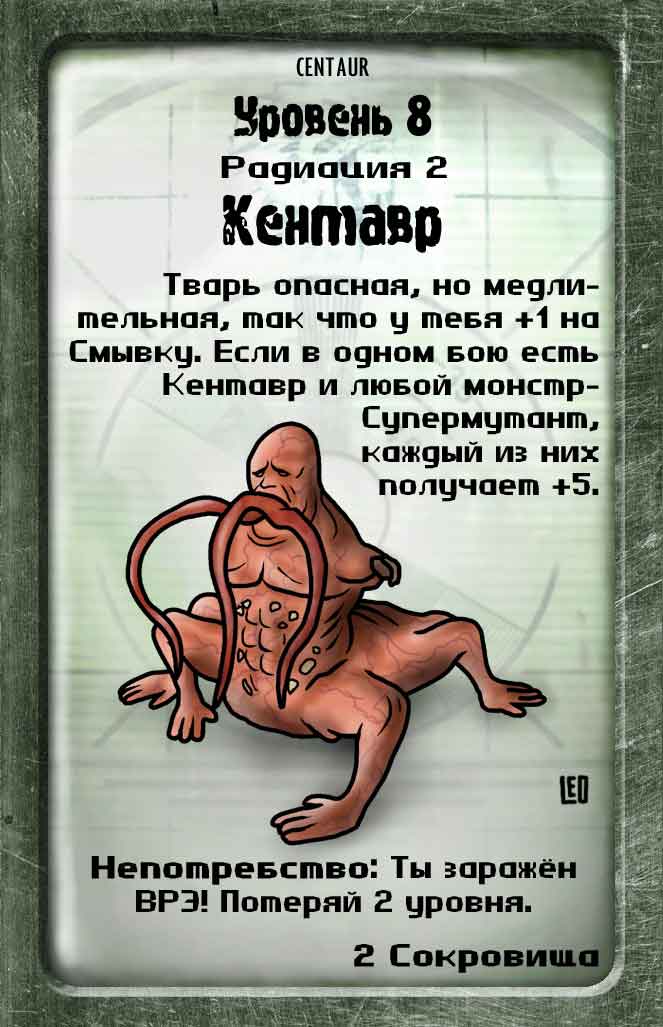 CENTAUR
Уровень 8
Радиация 2
Кентавр
Тварь опасная, но медли-
тельная, так что у тебя +1 на
Смывку. Если в одном бою есть
Кентавр и любой монстр-
Супермутант,
каждый из них
получает +5.
LEO
Непотребство: Ты заражён
ВРЭ! Потеряй 2 уровня.
2 Сокровища